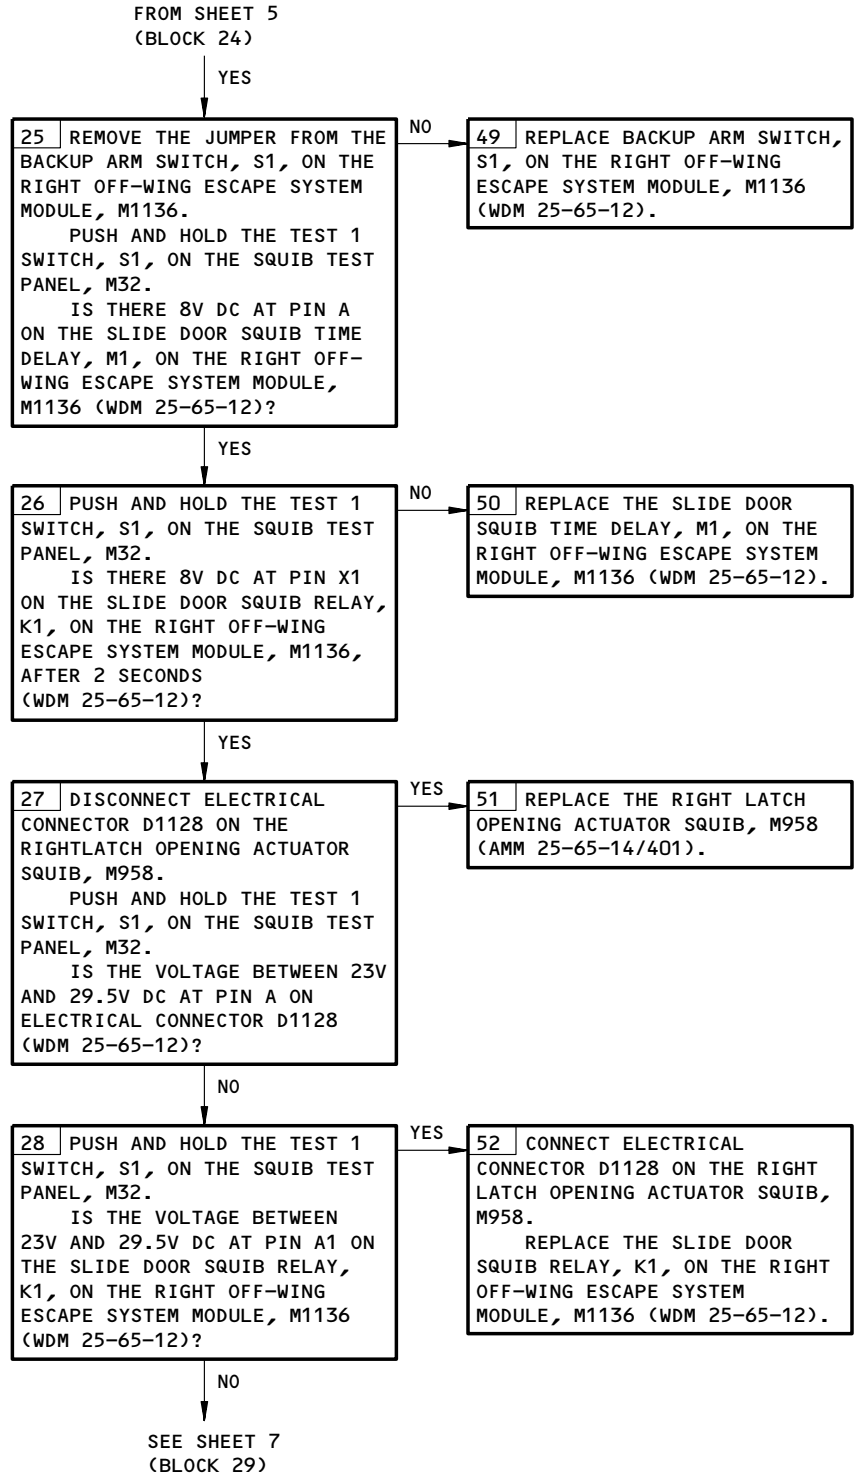 FROM SHEET 5
(BLOCK 24)
YES
25 REMOVE THE JUMPER FROM THE
BACKUP ARM SWITCH, S1, ON THE
RIGHT OFF-WING ESCAPE SYSTEM
MODULE, M1136.
PUSH AND HOLD THE TEST 1
SWITCH, S1, ON THE SQUIB TEST
PANEL, M32.
IS THERE 8V DC AT PIN A
ON THE SLIDE DOOR SQUIB TIME
DELAY, M1, ON THE RIGHT OFF-
WING ESCAPE SYSTEM MODULE,
M1136 (WDM 25-65-12)?
NO
49 REPLACE BACKUP ARM SWITCH,
S1, ON THE RIGHT OFF-WING
ESCAPE SYSTEM MODULE, M1136
(WDM 25-65-12).
YES
26 PUSH AND HOLD THE TEST 1
SWITCH, S1, ON THE SQUIB TEST
PANEL, M32.
IS THERE 8V DC AT PIN X1
ON THE SLIDE DOOR SQUIB RELAY,
K1, ON THE RIGHT OFF-WING
ESCAPE SYSTEM MODULE, M1136,
AFTER 2 SECONDS
(WDM 25-65-12)?
NO
50 REPLACE THE SLIDE DOOR
SQUIB TIME DELAY, M1, ON THE
RIGHT OFF-WING ESCAPE SYSTEM
MODULE, M1136 (WDM 25-65-12).
YES
27 DISCONNECT ELECTRICAL
CONNECTOR D1128 ON THE
RIGHTLATCH OPENING ACTUATOR
SQUIB, M958.
PUSH AND HOLD THE TEST 1
SWITCH, S1, ON THE SQUIB TEST
PANEL, M32.
IS THE VOLTAGE BETWEEN 23V
AND 29.5V DC AT PIN A ON
ELECTRICAL CONNECTOR D1128
(WDM 25-65-12)?
YES
51 REPLACE THE RIGHT LATCH
OPENING ACTUATOR SQUIB, M958
(AMM 25-65-14/401).
NO
28 PUSH AND HOLD THE TEST 1
SWITCH, S1, ON THE SQUIB TEST
PANEL, M32.
IS THE VOLTAGE BETWEEN
23V AND 29.5V DC AT PIN A1 ON
THE SLIDE DOOR SQUIB RELAY,
K1, ON THE RIGHT OFF-WING
ESCAPE SYSTEM MODULE, M1136
(WDM 25-65-12)?
YES
52 CONNECT ELECTRICAL
CONNECTOR D1128 ON THE RIGHT
LATCH OPENING ACTUATOR SQUIB,
M958.
REPLACE THE SLIDE DOOR
SQUIB RELAY, K1, ON THE RIGHT
OFF-WING ESCAPE SYSTEM
MODULE, M1136 (WDM 25-65-12).
NO
SEE SHEET 7
(BLOCK 29)